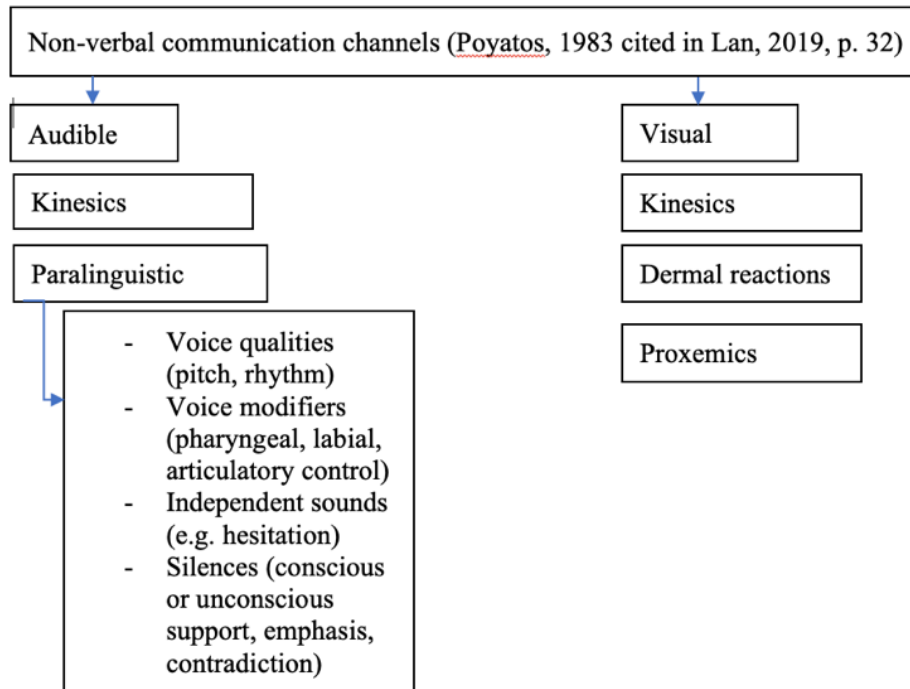 Non-verbal communication channels (Poyatos, 1983 cited in Lan, 2019, p. 32)
Audible
Kinesics
Paralinguistic
- Voice qualities
(pitch, rhythm)
- Voice modifiers
(pharyngeal, labial,
articulatory control)
- Independent sounds
(e.g. hesitation)
- Silences (conscious
or unconscious
support, emphasis,
contradiction)
Visual
Kinesics
Dermal reactions
Proxemics